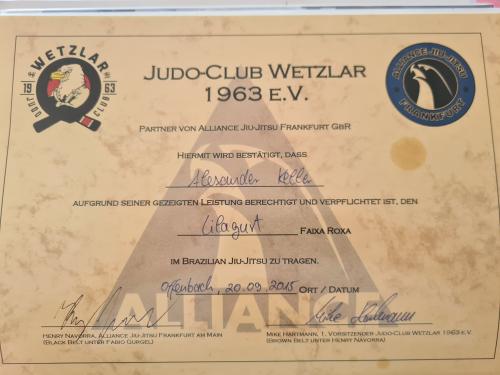 WETZLAR
19 63
JUDO CLUB
ALLIANCE JIU-JITSU
FRANKFURT
JUDO-CLUB WETZLAR
1963 E.V.
PARTNER VON ALLIANCE JIU-JITSU FRANKFURT GBR
HIERMIT WIRD BESTÄTIGT, DASS
Alexander Keller
AUFGRUND SEINER GEZEIGTEN LEISTUNG BERECHTIGT UND VERPFLICHTET IST, DEN
Lilagurt FAIXA ROXA
IM BRAZILIAN JIU-JITSU ZU TRAGEN.
Offenbach, 20.09.2015 ORT / DATUM
ALLIANCE
Mike Hartmann
HENRY NAVORRA, ALLIANCE JIU-JITSU FRANKFURT AM MAIN
(BLACK BELT UNTER FABIO GURGEL)
MIKE HARTMANN, 1. VORSITZENDER JUDO-CLUB WETZLAR 1963 E.V.
(BROWN BELT UNTER HENRY NAVORRA)